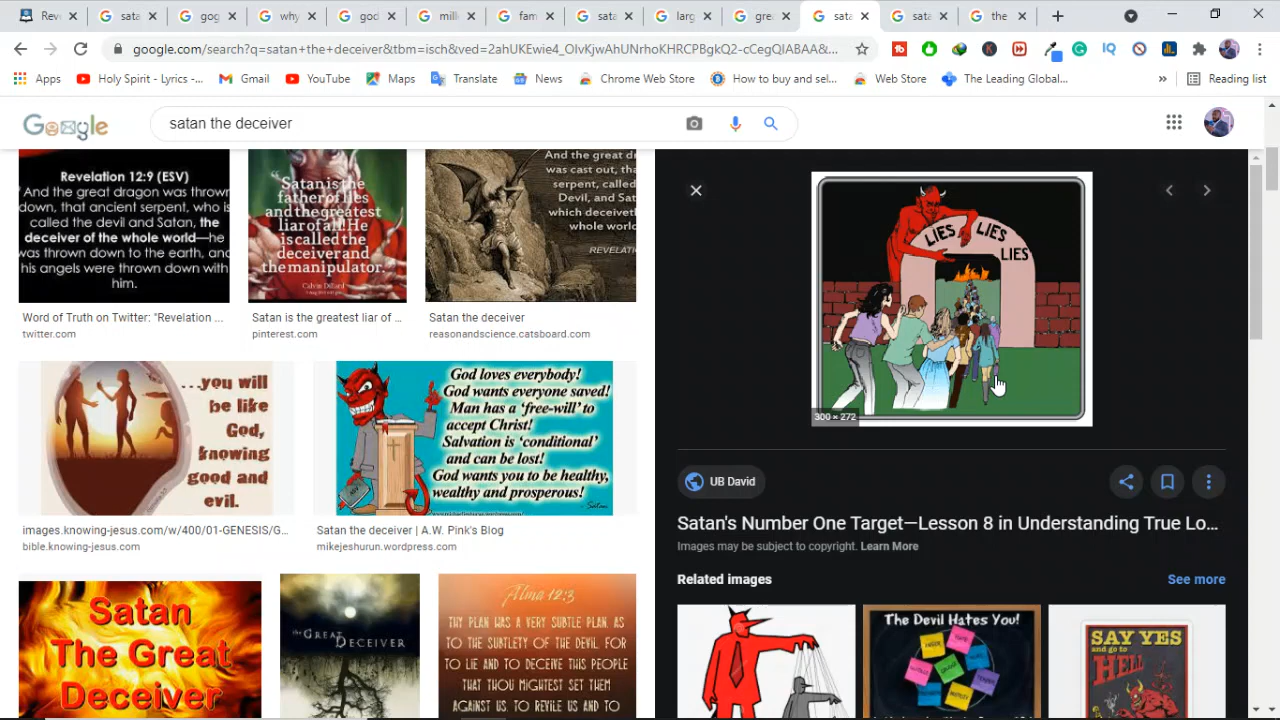 Rev
sata
gog
why
god
milk
fam
sata
larg
grea
sata
sata
the
google.com/search?q=satan+the+deceiver&tbm=isch&ved=2ahUKEwie4_OIvKjwAhUNrhoKHRCPBgkQ2-cCegQIABAA&...
Apps
Holy Spirit - Lyrics -...
Gmail
YouTube
Maps
Translate
News
Chrome Web Store
How to buy and sel...
Web Store
The Leading Global...
»
Reading list
Google
satan the deceiver
Revelation 12:9 (ESV)
And the great dragon was thrown
down, that ancient serpent, who is
called the devil and Satan, the
deceiver of the whole world—he
was thrown down to the earth, and
his angels were thrown down with
him.
Word of Truth on Twitter: "Revelation ...
twitter.com
"Satan is the
father of lies
and the greatest
liar of all. He
is called the
deceiver and
the manipulator.
Calvin Dillard
Satan is the greatest liar of ...
pinterest.com
And the great dr
was cast out, that
serpent, called
Devil, and Sat
which deceiveth
whole world
REVELATI
Satan the deceiver
reasonandscience.catsboard.com
...you will
be like
God,
knowing
good and
evil.
images.knowing-jesus.com/w/400/01-GENESIS/G...
bible.knowing-jesus.com
God loves everybody!
God wants everyone saved!
Man has a 'free-will' to
accept Christ!
Salvation is 'conditional'
and can be lost!
God wants you to be healthy,
wealthy and prosperous!
- Satan
Satan the deceiver | A.W. Pink's Blog
mikejeshurun.wordpress.com
Satan
The Great
Deceiver
the GREAT
DECEIVER
Alma 12:3
THY PLAN WAS A VERY SUBTLE PLAN, AS
TO THE SUBTLETY OF THE DEVIL, FOR
TO LIE AND TO DECEIVE THIS PEOPLE
THAT THOU MIGHTEST SET THEM
AGAINST US, TO REVILE US AND TO
LIES LIES
LIES
300 × 272
UB David
Satan's Number One Target—Lesson 8 in Understanding True Lo...
Images may be subject to copyright. Learn More
Related images
See more
The Devil Hates You!
SAY YES
and go to
HELL